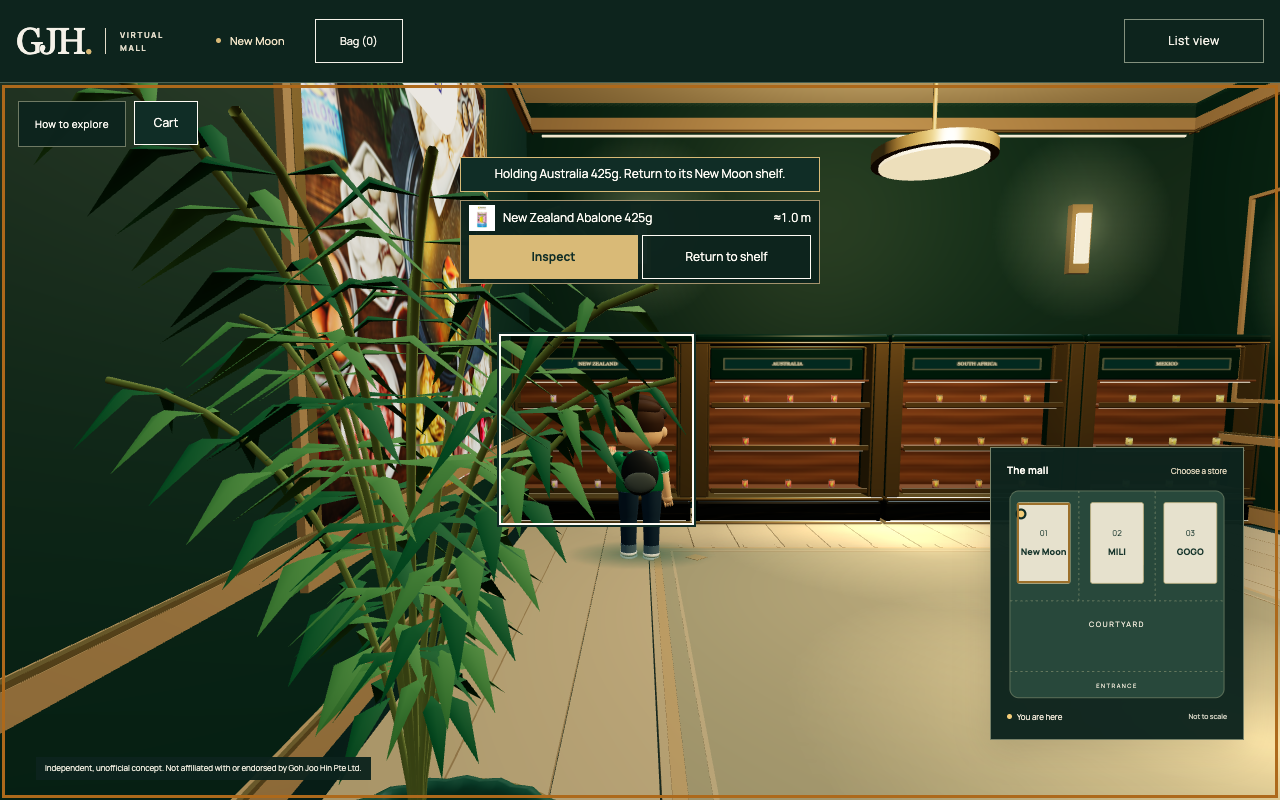 GJH.
VIRTUAL
MALL
New Moon
Bag (0)
List view
How to explore
Cart
Holding Australia 425g. Return to its New Moon shelf.
New Zealand Abalone 425g
≈1.0 m
Inspect
Return to shelf
NEW ZEALAND
AUSTRALIA
SOUTH AFRICA
MEXICO
The mall
Choose a store
01
New Moon
02
MILI
03
GOGO
COURTYARD
ENTRANCE
You are here
Not to scale
Independent, unofficial concept. Not affiliated with or endorsed by Goh Joo Hin Pte Ltd.